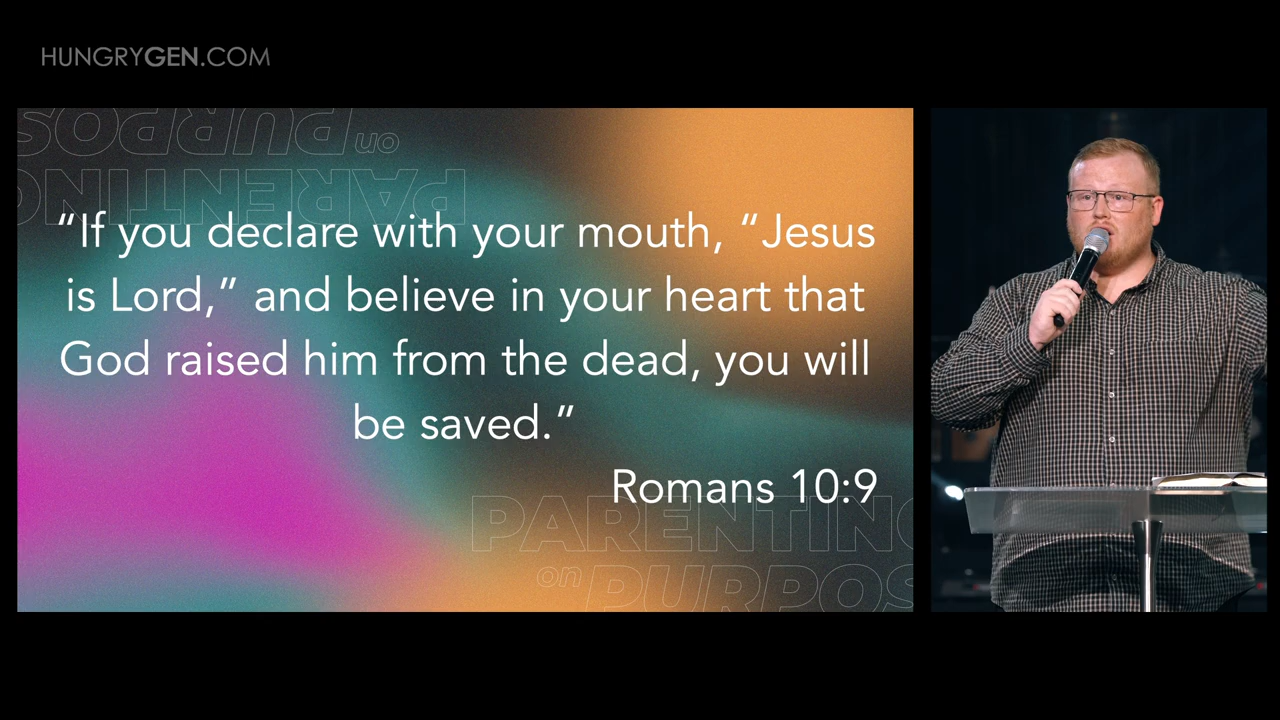 HUNGRYGEN.COM
PURPOS
on
PARENTING
“If you declare with your mouth, “Jesus
is Lord,” and believe in your heart that
God raised him from the dead, you will
be saved.”
Romans 10:9
PARENTING
on
PURPOS